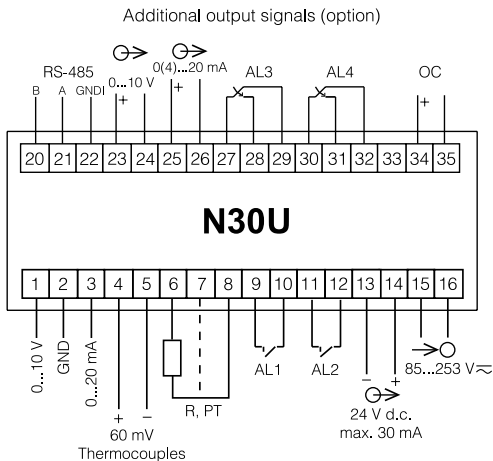 Additional output signals (option)
RS-485
B A GNDI
0...10 V
+
0(4)...20 mA
+
AL3
AL4
OC
+
20 21 22 23 24 25 26 27 28 29 30 31 32 33 34 35
N30U
1 2 3 4 5 6 7 8 9 10 11 12 13 14 15 16
0...10 V
GND
0...20 mA
+ −
60 mV
Thermocouples
R, PT
AL1
AL2
− +
24 V d.c.
max. 30 mA
85...253 V